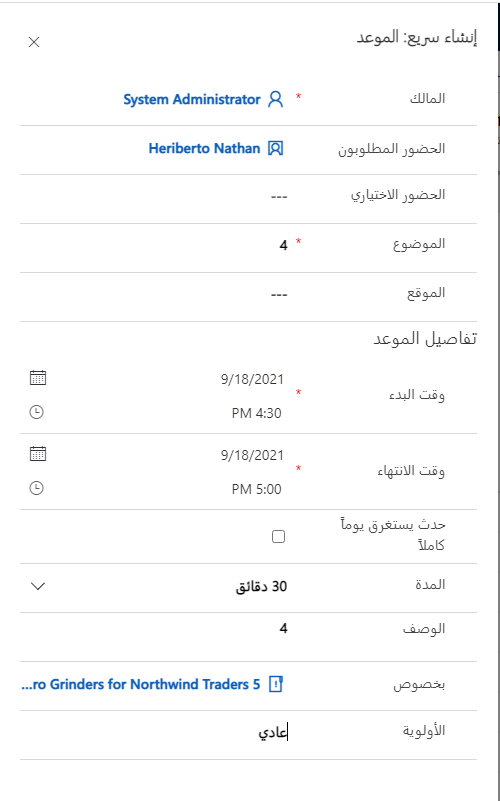 إنشاء سريع: الموعد
المالك * System Administrator
الحضور المطلوبون Heriberto Nathan
الحضور الاختياري ---
الموضوع * 4
الموقع ---
تفاصيل الموعد
وقت البدء * 9/18/2021
PM 4:30
وقت الانتهاء * 9/18/2021
PM 5:00
حدث يستغرق يوماً
كاملاً
المدة 30 دقائق
الوصف 4
بخصوص 5 ro Grinders for Northwind Traders...
الأولوية عادي